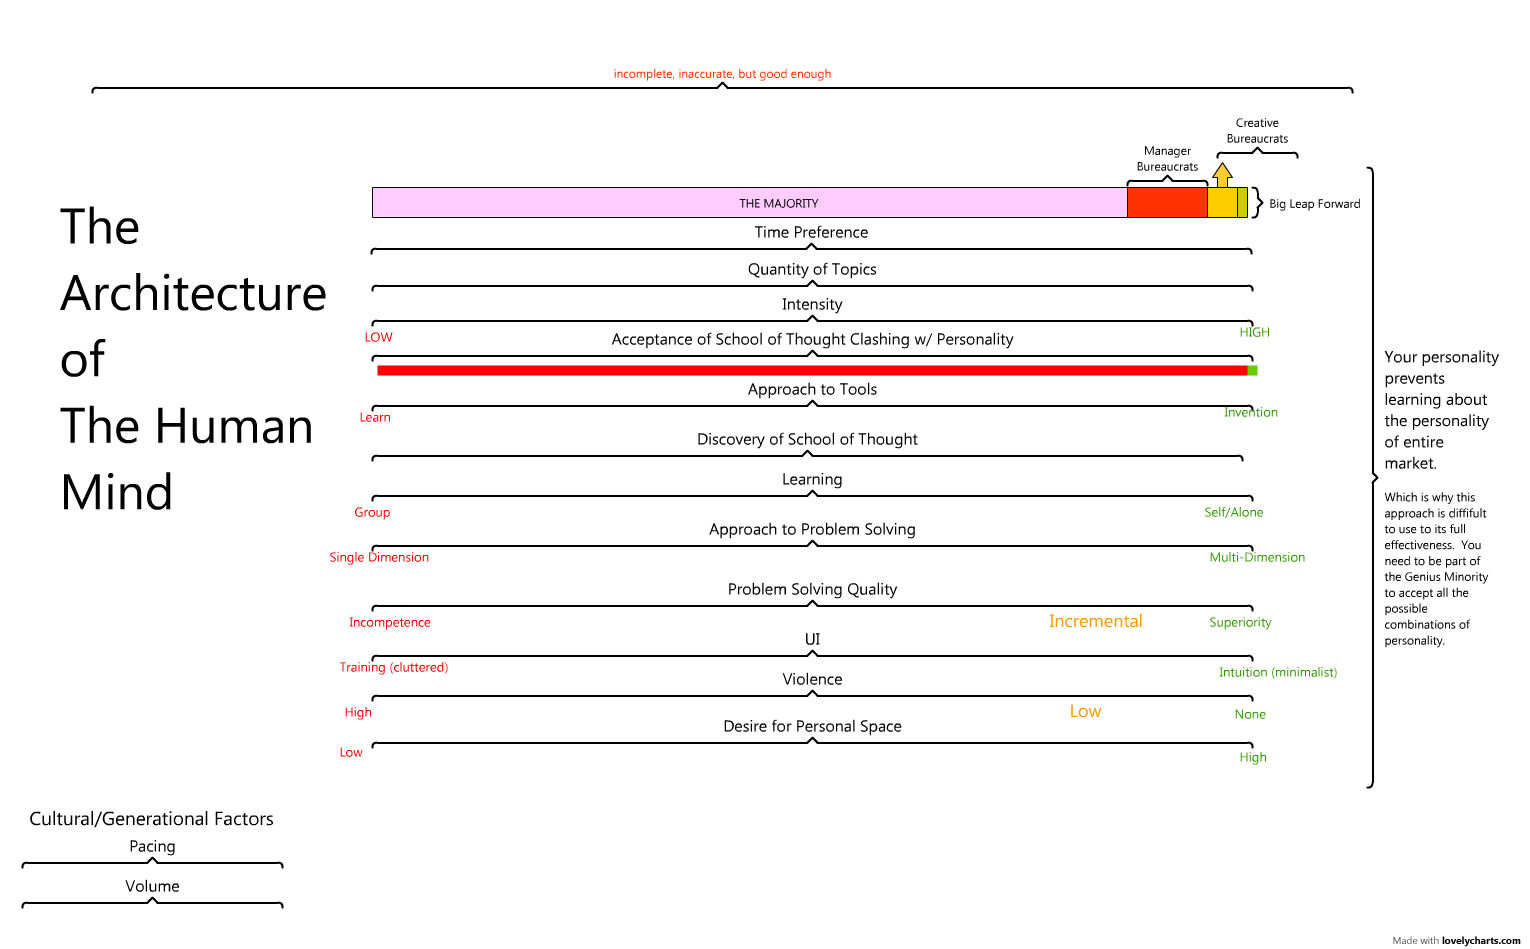 incomplete, inaccurate, but good enough
Creative
Bureaucrats
Manager
Bureaucrats
THE MAJORITY
Big Leap Forward
The
Architecture
of
The Human
Mind
Time Preference
Quantity of Topics
Intensity
LOW
HIGH
Acceptance of School of Thought Clashing w/ Personality
Approach to Tools
Learn
Invention
Discovery of School of Thought
Learning
Group
Self/Alone
Approach to Problem Solving
Single Dimension
Multi-Dimension
Problem Solving Quality
Incompetence
Incremental
Superiority
UI
Training (cluttered)
Intuition (minimalist)
Violence
High
Low
None
Desire for Personal Space
Low
High
Your personality
prevents
learning about
the personality
of entire
market.
Which is why this
approach is diffifult
to use to its full
effectiveness.  You
need to be part of
the Genius Minority
to accept all the
possible
combinations of
personality.
Cultural/Generational Factors
Pacing
Volume
Made with lovelycharts.com